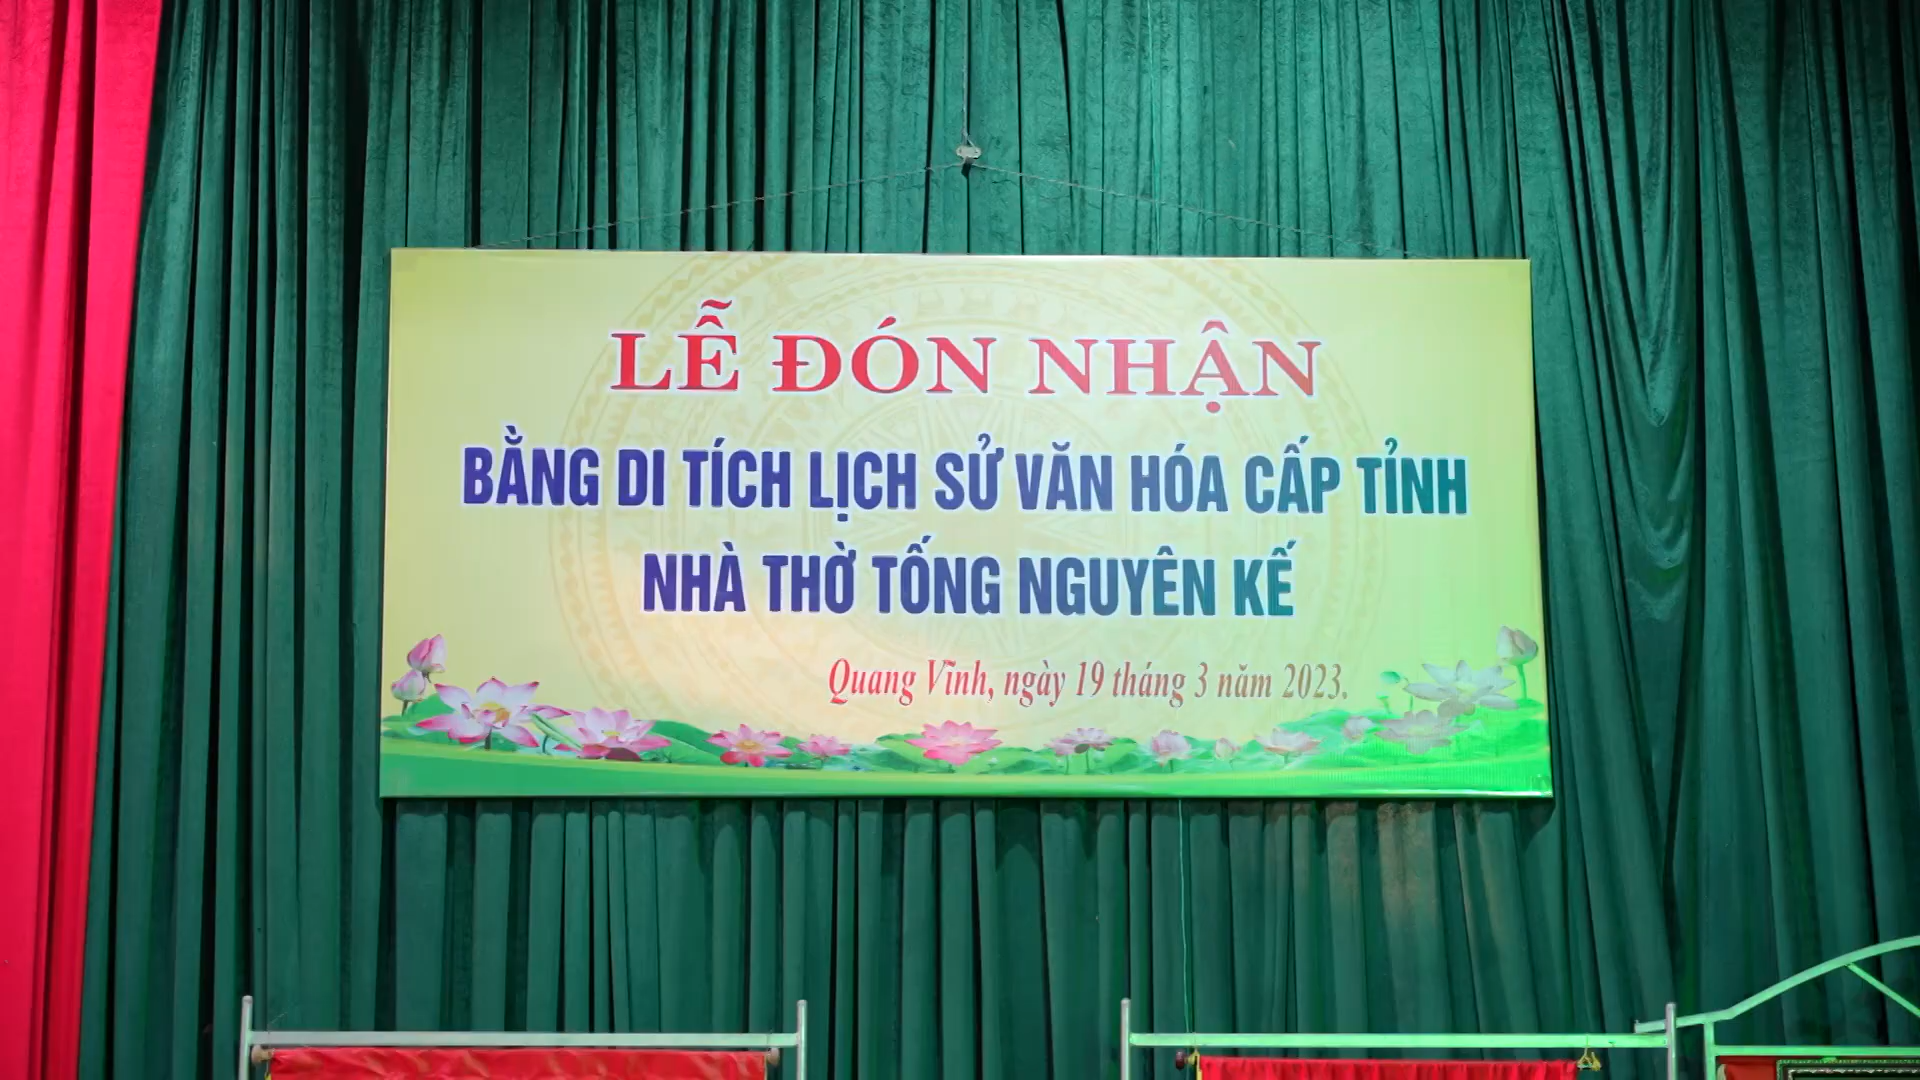 LỄ ĐÓN NHẬN
BẰNG DI TÍCH LỊCH SỬ VĂN HÓA CẤP TỈNH
NHÀ THỜ TỐNG NGUYÊN KẾ
Quang Vĩnh, ngày 19 tháng 3 năm 2023.